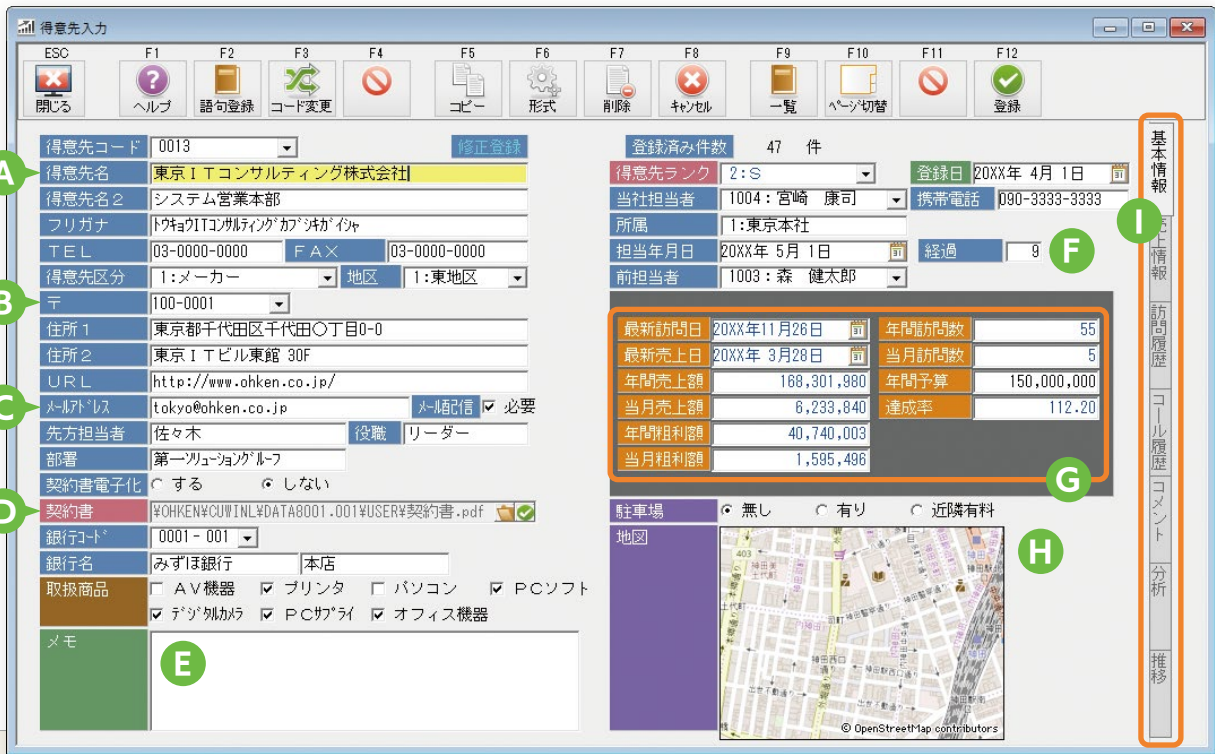 得意先入力
ESC F1 F2 F3 F4 F5 F6 F7 F8 F9 F10 F11 F12
閉じる ヘルプ 語句登録 コード変更 コピー 形式 削除 キャンセル 一覧 ページ切替 登録
得意先コード 0013 修正登録
A 得意先名 東京ITコンサルティング株式会社
得意先名2 システム営業本部
フリガナ トウキョウITコンサルティングカブシキガイシャ
TEL 03-0000-0000 FAX 03-0000-0000
得意先区分 1:メーカー 地区 1:東地区
B 〒 100-0001
住所1 東京都千代田区千代田〇丁目0-0
住所2 東京ITビル東館 30F
URL http://www.ohken.co.jp/
C メールアドレス tokyo@ohken.co.jp メール配信 必要
先方担当者 佐々木 役職 リーダー
部署 第一ソリューショングループ
契約書電子化 する しない
D 契約書 ¥OHKEN¥CUWINL¥DATA8001.001¥USER¥契約書.pdf
銀行コード 0001-001
銀行名 みずほ銀行 本店
取扱商品 AV機器 プリンタ パソコン PCソフト
デジタルカメラ PCサプライ オフィス機器
メモ
E
登録済み件数 47 件
得意先ランク 2:S 登録日 20XX年 4月 1日
当社担当者 1004:宮崎 康司 携帯電話 090-3333-3333
所属 1:東京本社
担当年月日 20XX年 5月 1日 経過 9 F
前担当者 1003:森 健太郎
最新訪問日 20XX年11月26日 年間訪問数 55
最新売上日 20XX年 3月28日 当月訪問数 5
年間売上額 168,301,980 年間予算 150,000,000
当月売上額 6,233,840 達成率 112.20
年間粗利額 40,740,003
当月粗利額 1,595,496
G
駐車場 無し 有り 近隣有料
地図
H
403
© OpenStreetMap contributors
I
基本情報
売上情報
訪問履歴
コール履歴
コメント
分析
推移